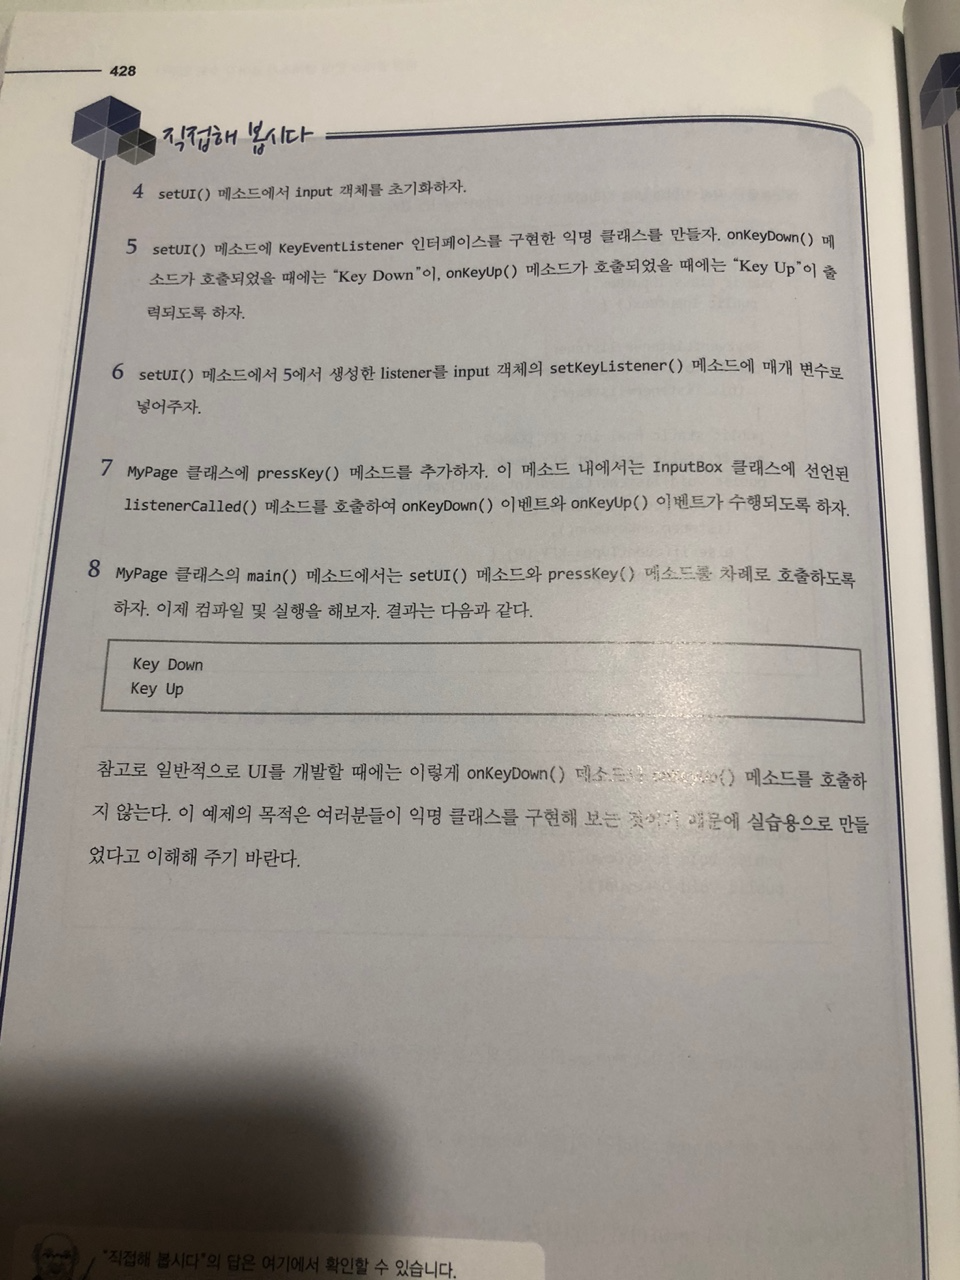 428
직접해 봅시다
4 setUI() 메소드에서 input 객체를 초기화하자.
5 setUI() 메소드에 KeyEventListener 인터페이스를 구현한 익명 클래스를 만들자. onKeyDown() 메
소드가 호출되었을 때에는 “Key Down”이, onKeyUp() 메소드가 호출되었을 때에는 “Key Up”이 출
력되도록 하자.
6 setUI() 메소드에서 5에서 생성한 listener를 input 객체의 setKeyListener() 메소드에 매개 변수로
넣어주자.
7 MyPage 클래스에 pressKey() 메소드를 추가하자. 이 메소드 내에서는 InputBox 클래스에 선언된
listenerCalled() 메소드를 호출하여 onKeyDown() 이벤트와 onKeyUp() 이벤트가 수행되도록 하자.
8 MyPage 클래스의 main() 메소드에서는 setUI() 메소드와 pressKey() 메소드를 차례로 호출하도록
하자. 이제 컴파일 및 실행을 해보자. 결과는 다음과 같다.
Key Down
Key Up
참고로 일반적으로 UI를 개발할 때에는 이렇게 onKeyDown() 메소드를 호출하
지 않는다. 이 예제의 목적은 여러분들이 익명 클래스를 구현해 보는 것이기 때문에 실습용으로 만들
었다고 이해해 주기 바란다.
"직접해 봅시다"의 답은 여기에서 확인할 수 있습니다.